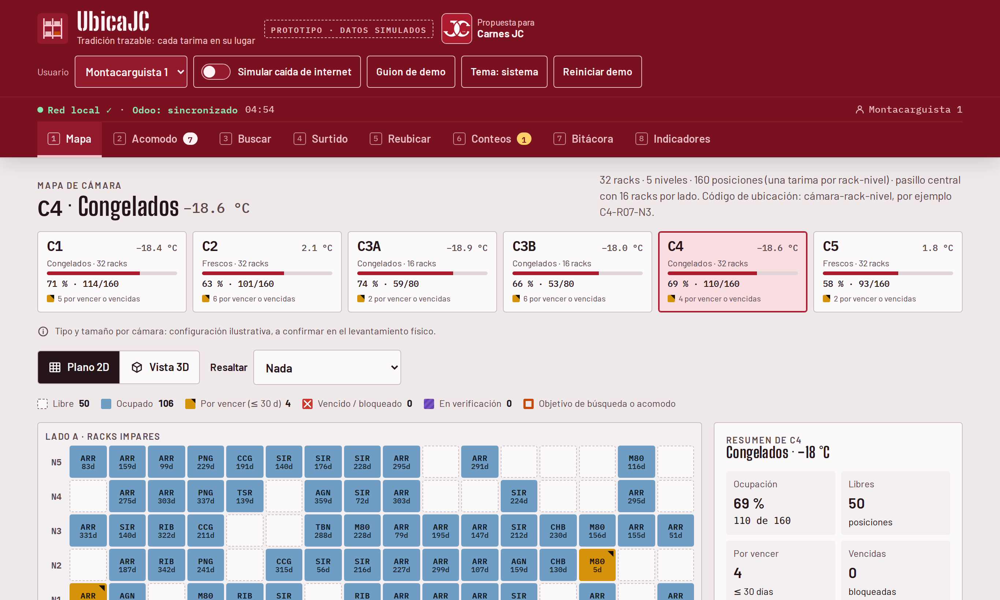 UbicaJC
Tradición trazable: cada tarima en su lugar
PROTOTIPO · DATOS SIMULADOS
Propuesta para
Carnes JC
Usuario
Montacarguista 1
Simular caída de internet
Guion de demo
Tema: sistema
Reiniciar demo
Red local ✓ · Odoo: sincronizado 04:54
Montacarguista 1
1 Mapa
2 Acomodo 7
3 Buscar
4 Surtido
5 Reubicar
6 Conteos 1
7 Bitácora
8 Indicadores
MAPA DE CÁMARA
C4 · Congelados −18.6 °C
32 racks · 5 niveles · 160 posiciones (una tarima por rack-nivel) · pasillo central
con 16 racks por lado. Código de ubicación: cámara-rack-nivel, por ejemplo
C4-R07-N3.
C1 −18.4 °C
Congelados · 32 racks
71 % · 114/160
5 por vencer o vencidas
C2 2.1 °C
Frescos · 32 racks
63 % · 101/160
6 por vencer o vencidas
C3A −18.9 °C
Congelados · 16 racks
74 % · 59/80
2 por vencer o vencidas
C3B −18.0 °C
Congelados · 16 racks
66 % · 53/80
6 por vencer o vencidas
C4 −18.6 °C
Congelados · 32 racks
69 % · 110/160
4 por vencer o vencidas
C5 1.8 °C
Frescos · 32 racks
58 % · 93/160
2 por vencer o vencidas
Tipo y tamaño por cámara: configuración ilustrativa, a confirmar en el levantamiento físico.
Plano 2D
Vista 3D
Resaltar
Nada
Libre 50
Ocupado 106
Por vencer (≤ 30 d) 4
Vencido / bloqueado 0
En verificación 0
Objetivo de búsqueda o acomodo
LADO A · RACKS IMPARES
ARR ARR ARR PNG CCG SIR SIR SIR ARR ARR M80
N5
83d 159d 99d 229d 191d 140d 176d 228d 295d 291d 116d
ARR ARR PNG TSR AGN SIR ARR SIR ARR
N4
275d 303d 337d 139d 359d 72d 303d 224d 295d
ARR SIR RIB CCG TBN M80 ARR ARR ARR SIR CHB M80 ARR ARR
N3
331d 140d 322d 211d 288d 228d 79d 195d 147d 212d 230d 156d 155d 51d
ARR RIB PNG CCG SIR SIR ARR ARR ARR AGN CHB M80
N2
187d 342d 241d 315d 56d 216d 227d 299d 107d 159d 130d 5d
ARR AGN M80 RIB SIR RIB ARR ARR ARR SIR ARR ARR
N1
RESUMEN DE C4
Congelados · −18 °C
Ocupación
69 %
110 de 160
Libres
50
posiciones
Por vencer
4
≤ 30 días
Vencidas
0
bloqueadas